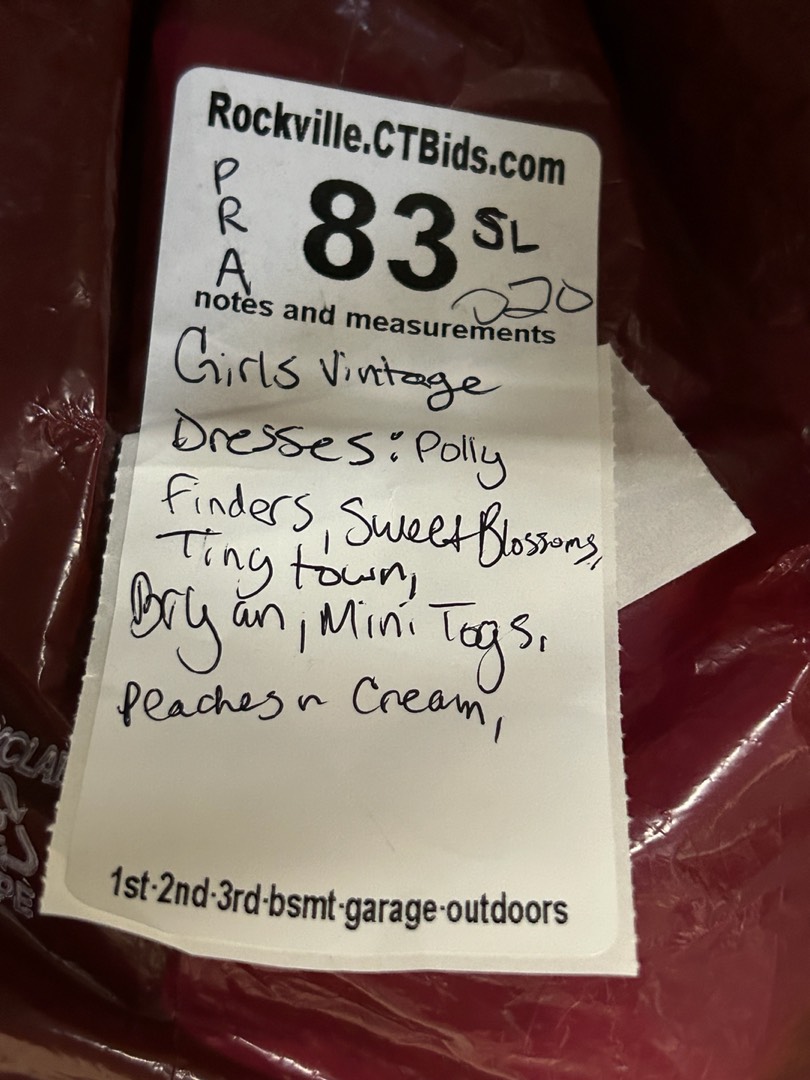 Rockville.CTBids.com
P
R
A
83 SL
220
notes and measurements
Girls Vintage
Dresses: Polly
Finders, Sweet Blossoms,
Tiny town,
Bryan, Mini Togs,
Peaches n Cream,
1st-2nd-3rd-bsmt-garage-outdoors